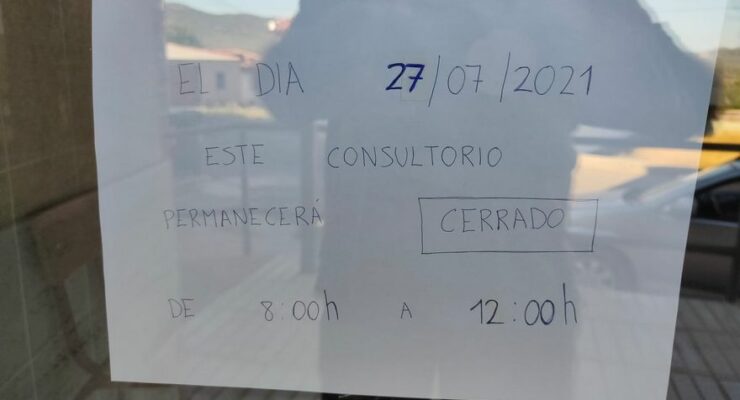 EL DIA 27/07/2021
ESTE CONSULTORIO
PERMANECERÁ CERRADO
DE 8:00h A 12:00h